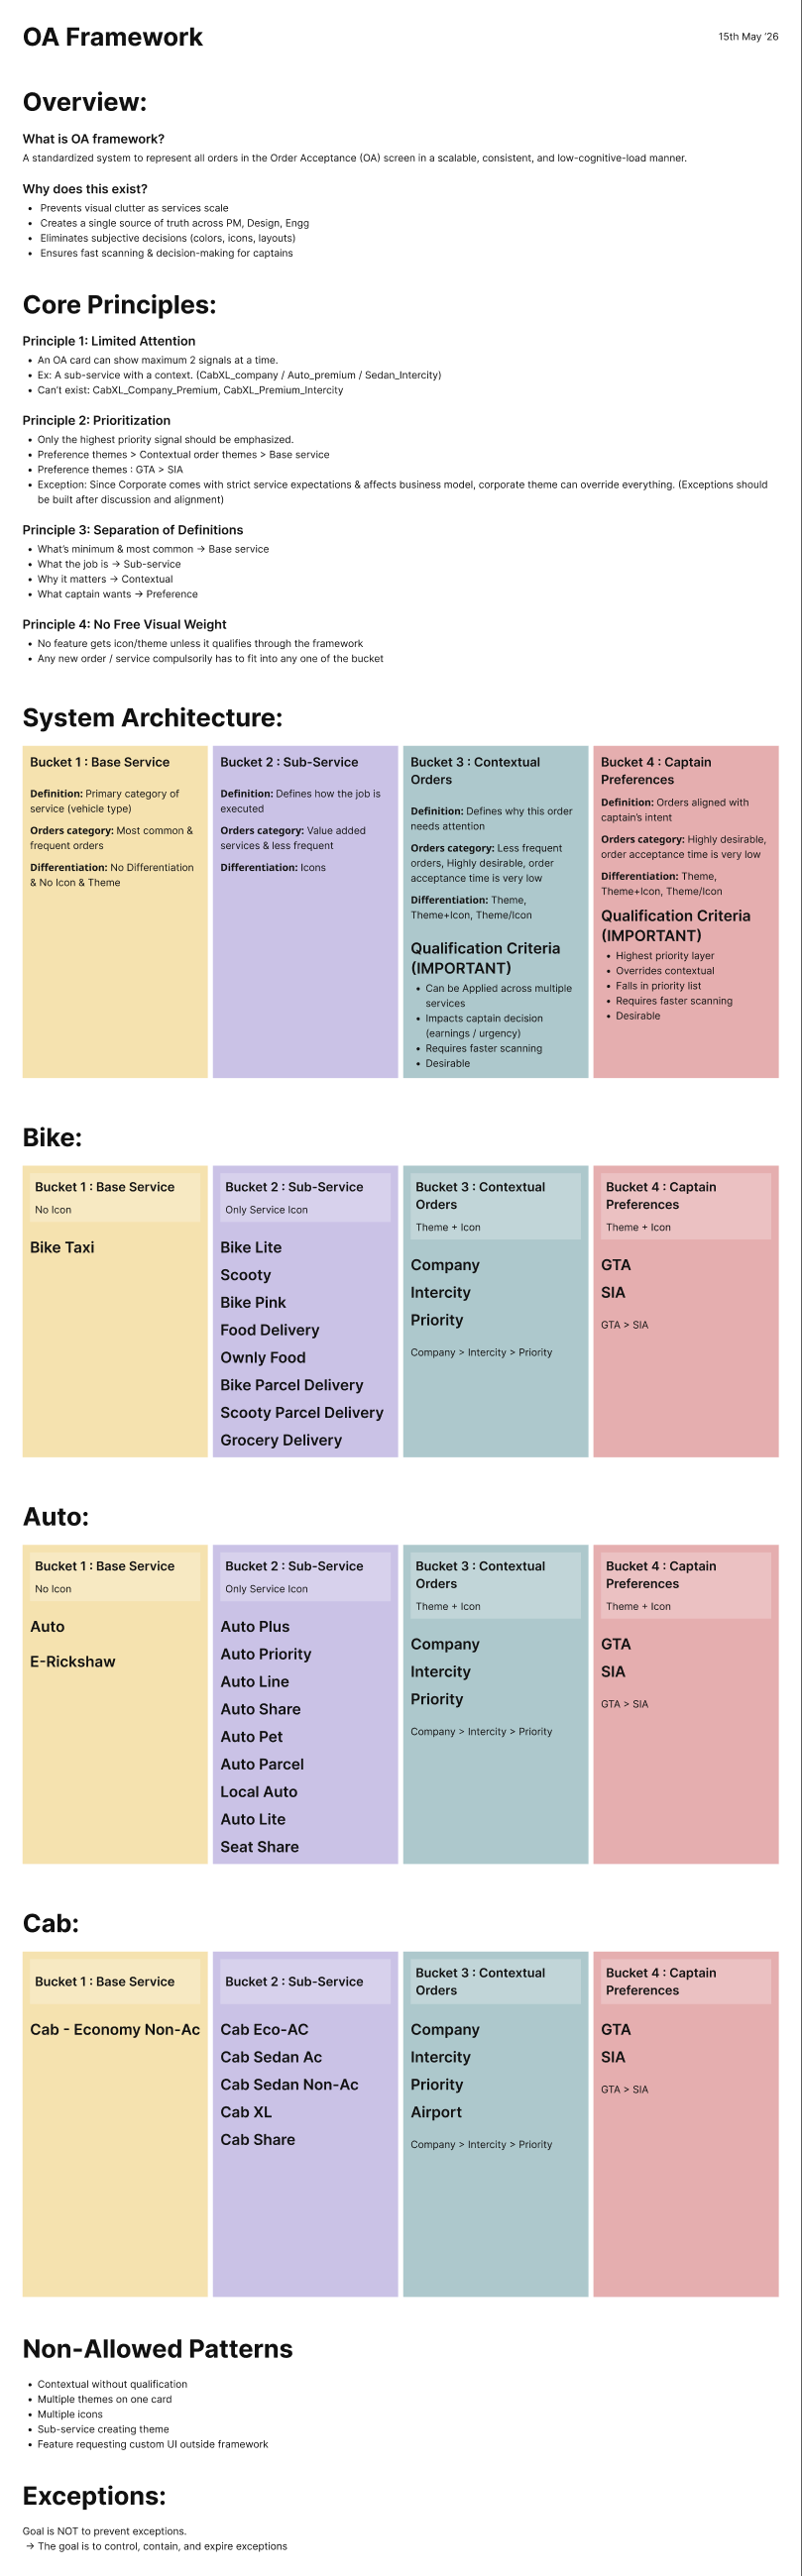 OA Framework
15th May '26
Overview:
What is OA framework?
A standardized system to represent all orders in the Order Acceptance (OA) screen in a scalable, consistent, and low-cognitive-load manner.
Why does this exist?
• Prevents visual clutter as services scale
• Creates a single source of truth across PM, Design, Engg
• Eliminates subjective decisions (colors, icons, layouts)
• Ensures fast scanning & decision-making for captains
Core Principles:
Principle 1: Limited Attention
• An OA card can show maximum 2 signals at a time.
• Ex: A sub-service with a context. (CabXL_company / Auto_premium / Sedan_Intercity)
• Can't exist: CabXL_Company_Premium, CabXL_Premium_Intercity
Principle 2: Prioritization
• Only the highest priority signal should be emphasized.
• Preference themes > Contextual order themes > Base service
• Preference themes : GTA > SIA
• Exception: Since Corporate comes with strict service expectations & affects business model, corporate theme can override everything. (Exceptions should
be built after discussion and alignment)
Principle 3: Separation of Definitions
• What's minimum & most common → Base service
• What the job is → Sub-service
• Why it matters → Contextual
• What captain wants → Preference
Principle 4: No Free Visual Weight
• No feature gets icon/theme unless it qualifies through the framework
• Any new order / service compulsorily has to fit into any one of the bucket
System Architecture:
Bucket 1 : Base Service
Definition: Primary category of
service (vehicle type)
Orders category: Most common &
frequent orders
Differentiation: No Differentiation
& No Icon & Theme
Bucket 2 : Sub-Service
Definition: Defines how the job is
executed
Orders category: Value added
services & less frequent
Differentiation: Icons
Bucket 3 : Contextual
Orders
Definition: Defines why this order
needs attention
Orders category: Less frequent
orders, Highly desirable, order
acceptance time is very low
Differentiation: Theme,
Theme+Icon, Theme/Icon
Qualification Criteria
(IMPORTANT)
• Can be Applied across multiple
services
• Impacts captain decision
(earnings / urgency)
• Requires faster scanning
• Desirable
Bucket 4 : Captain
Preferences
Definition: Orders aligned with
captain's intent
Orders category: Highly desirable,
order acceptance time is very low
Differentiation: Theme,
Theme+Icon, Theme/Icon
Qualification Criteria
(IMPORTANT)
• Highest priority layer
• Overrides contextual
• Falls in priority list
• Requires faster scanning
• Desirable
Bike:
Bucket 1 : Base Service
No Icon
Bike Taxi
Bucket 2 : Sub-Service
Only Service Icon
Bike Lite
Scooty
Bike Pink
Food Delivery
Ownly Food
Bike Parcel Delivery
Scooty Parcel Delivery
Grocery Delivery
Bucket 3 : Contextual
Orders
Theme + Icon
Company
Intercity
Priority
Company > Intercity > Priority
Bucket 4 : Captain
Preferences
Theme + Icon
GTA
SIA
GTA > SIA
Auto:
Bucket 1 : Base Service
No Icon
Auto
E-Rickshaw
Bucket 2 : Sub-Service
Only Service Icon
Auto Plus
Auto Priority
Auto Line
Auto Share
Auto Pet
Auto Parcel
Local Auto
Auto Lite
Seat Share
Bucket 3 : Contextual
Orders
Theme + Icon
Company
Intercity
Priority
Company > Intercity > Priority
Bucket 4 : Captain
Preferences
Theme + Icon
GTA
SIA
GTA > SIA
Cab:
Bucket 1 : Base Service
Cab - Economy Non-Ac
Bucket 2 : Sub-Service
Cab Eco-AC
Cab Sedan Ac
Cab Sedan Non-Ac
Cab XL
Cab Share
Bucket 3 : Contextual
Orders
Company
Intercity
Priority
Airport
Company > Intercity > Priority
Bucket 4 : Captain
Preferences
GTA
SIA
GTA > SIA
Non-Allowed Patterns
• Contextual without qualification
• Multiple themes on one card
• Multiple icons
• Sub-service creating theme
• Feature requesting custom UI outside framework
Exceptions:
Goal is NOT to prevent exceptions.
→ The goal is to control, contain, and expire exceptions